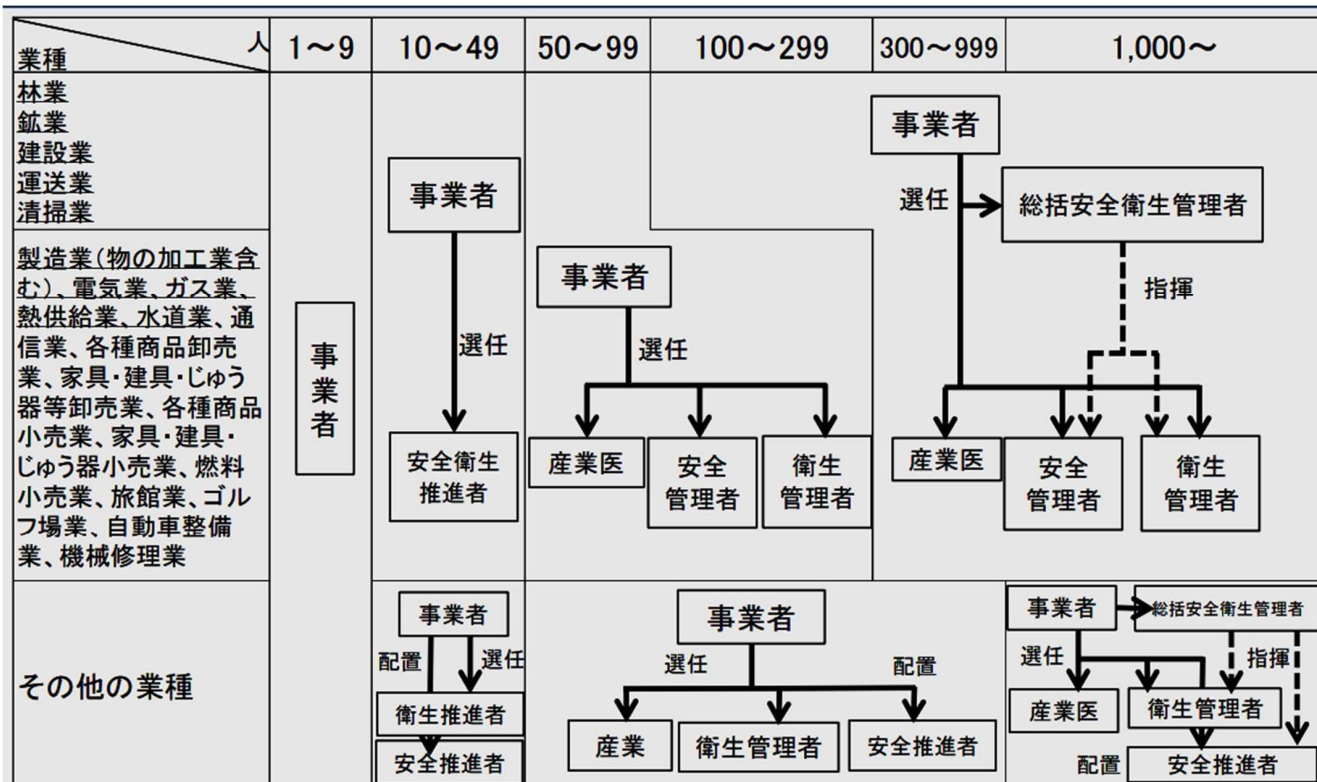 人
業種
1～9
10～49
50～99
100～299
300～999
1,000～
林業
鉱業
建設業
運送業
清掃業
製造業(物の加工業含
む)、電気業、ガス業、
熱供給業、水道業、通
信業、各種商品卸売
業、家具・建具・じゅう
器等卸売業、各種商品
小売業、家具・建具・
じゅう器小売業、燃料
小売業、旅館業、ゴル
フ場業、自動車整備
業、機械修理業
事業者
事業者
選任
安全衛生
推進者
事業者
選任
産業医
安全
管理者
衛生
管理者
事業者
選任
総括安全衛生管理者
指揮
産業医
安全
管理者
衛生
管理者
その他の業種
事業者
配置
選任
衛生推進者
安全推進者
事業者
選任
配置
産業
衛生管理者
安全推進者
事業者
総括安全衛生管理者
選任
指揮
産業医
衛生管理者
配置
安全推進者